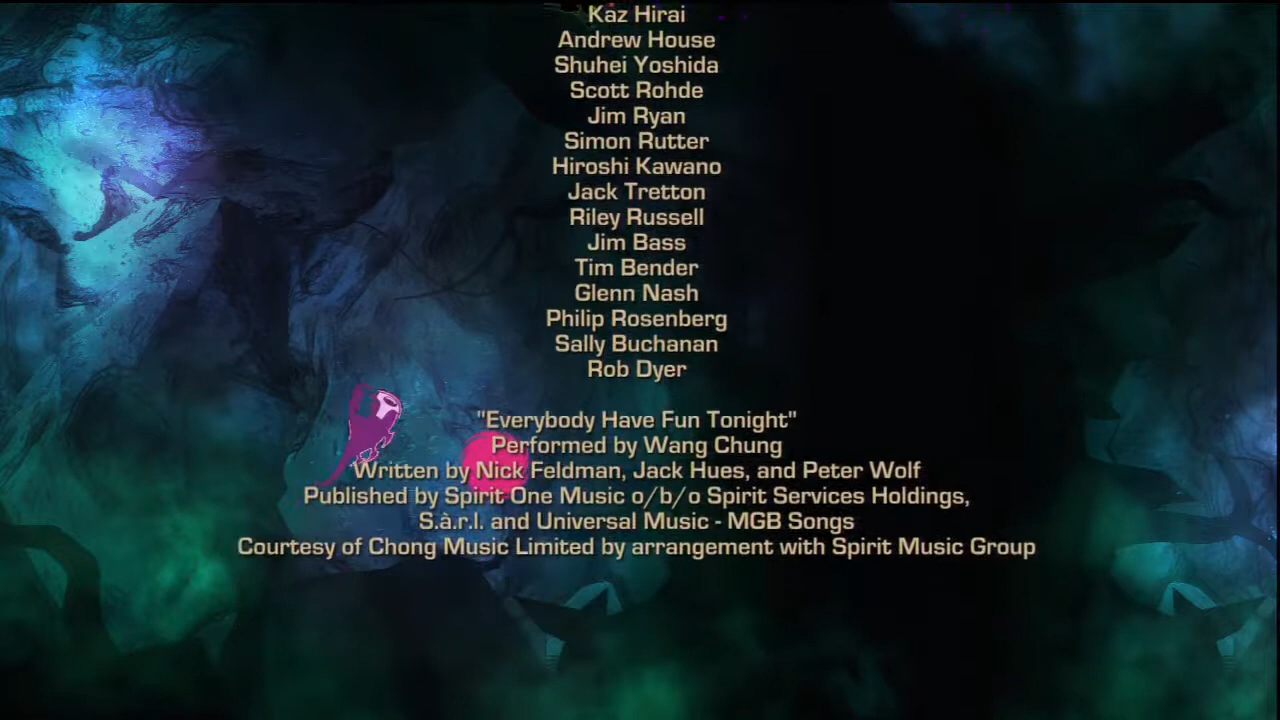 Kaz Hirai
Andrew House
Shuhei Yoshida
Scott Rohde
Jim Ryan
Simon Rutter
Hiroshi Kawano
Jack Tretton
Riley Russell
Jim Bass
Tim Bender
Glenn Nash
Philip Rosenberg
Sally Buchanan
Rob Dyer
"Everybody Have Fun Tonight"
Performed by Wang Chung
Written by Nick Feldman, Jack Hues, and Peter Wolf
Published by Spirit One Music o/b/o Spirit Services Holdings,
S.à.r.l. and Universal Music - MGB Songs
Courtesy of Chong Music Limited by arrangement with Spirit Music Group